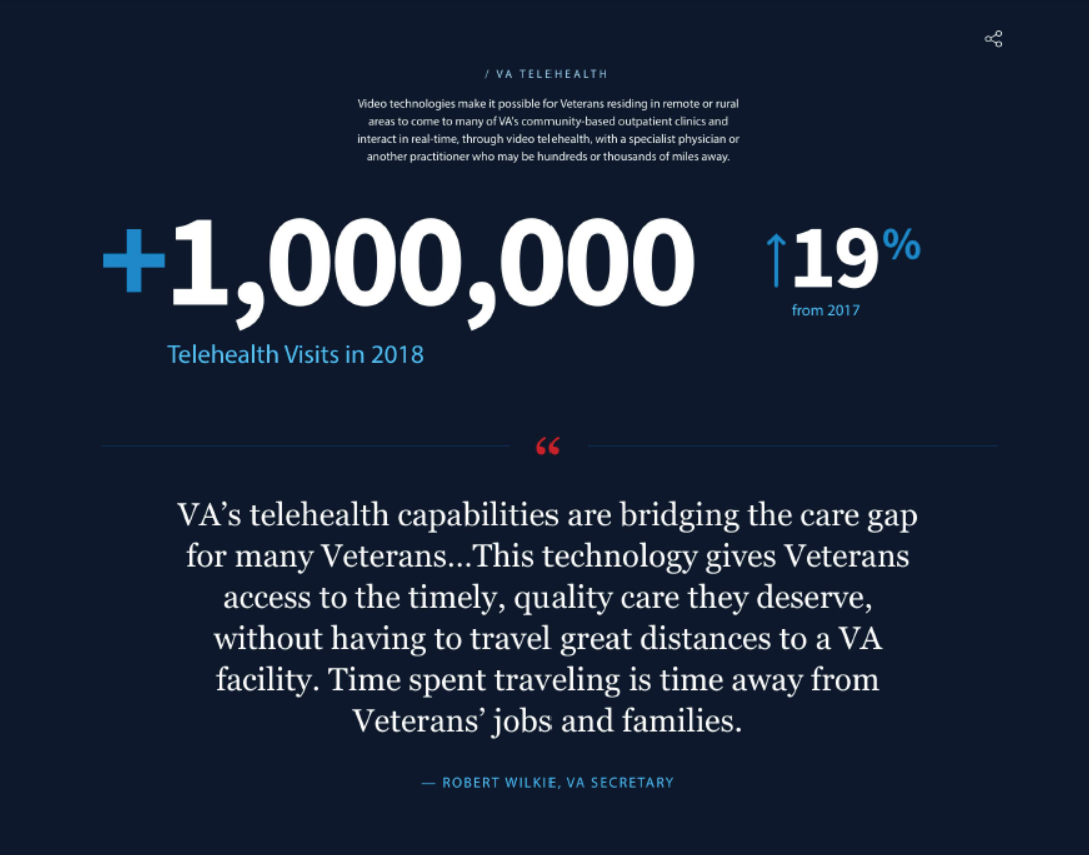 / VA TELEHEALTH
Video technologies make it possible for Veterans residing in remote or rural
areas to come to many of VA's community-based outpatient clinics and
interact in real-time, through video telehealth, with a specialist physician or
another practitioner who may be hundreds or thousands of miles away.
+1,000,000
Telehealth Visits in 2018
↑19%
from 2017
“
VA’s telehealth capabilities are bridging the care gap
for many Veterans...This technology gives Veterans
access to the timely, quality care they deserve,
without having to travel great distances to a VA
facility. Time spent traveling is time away from
Veterans’ jobs and families.
— ROBERT WILKIE, VA SECRETARY